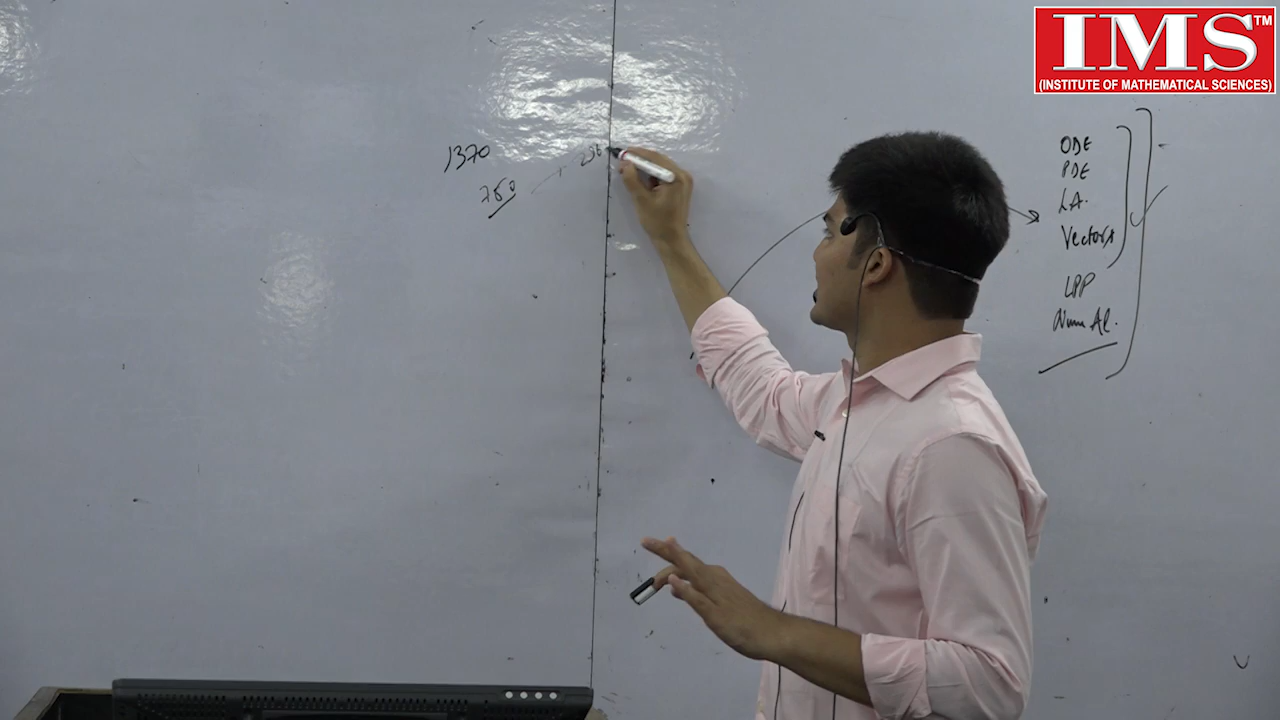 IMS™
(INSTITUTE OF MATHEMATICAL SCIENCES)
1370
750
ODE
PDE
LA.
Vectors
LPP
Num Al.